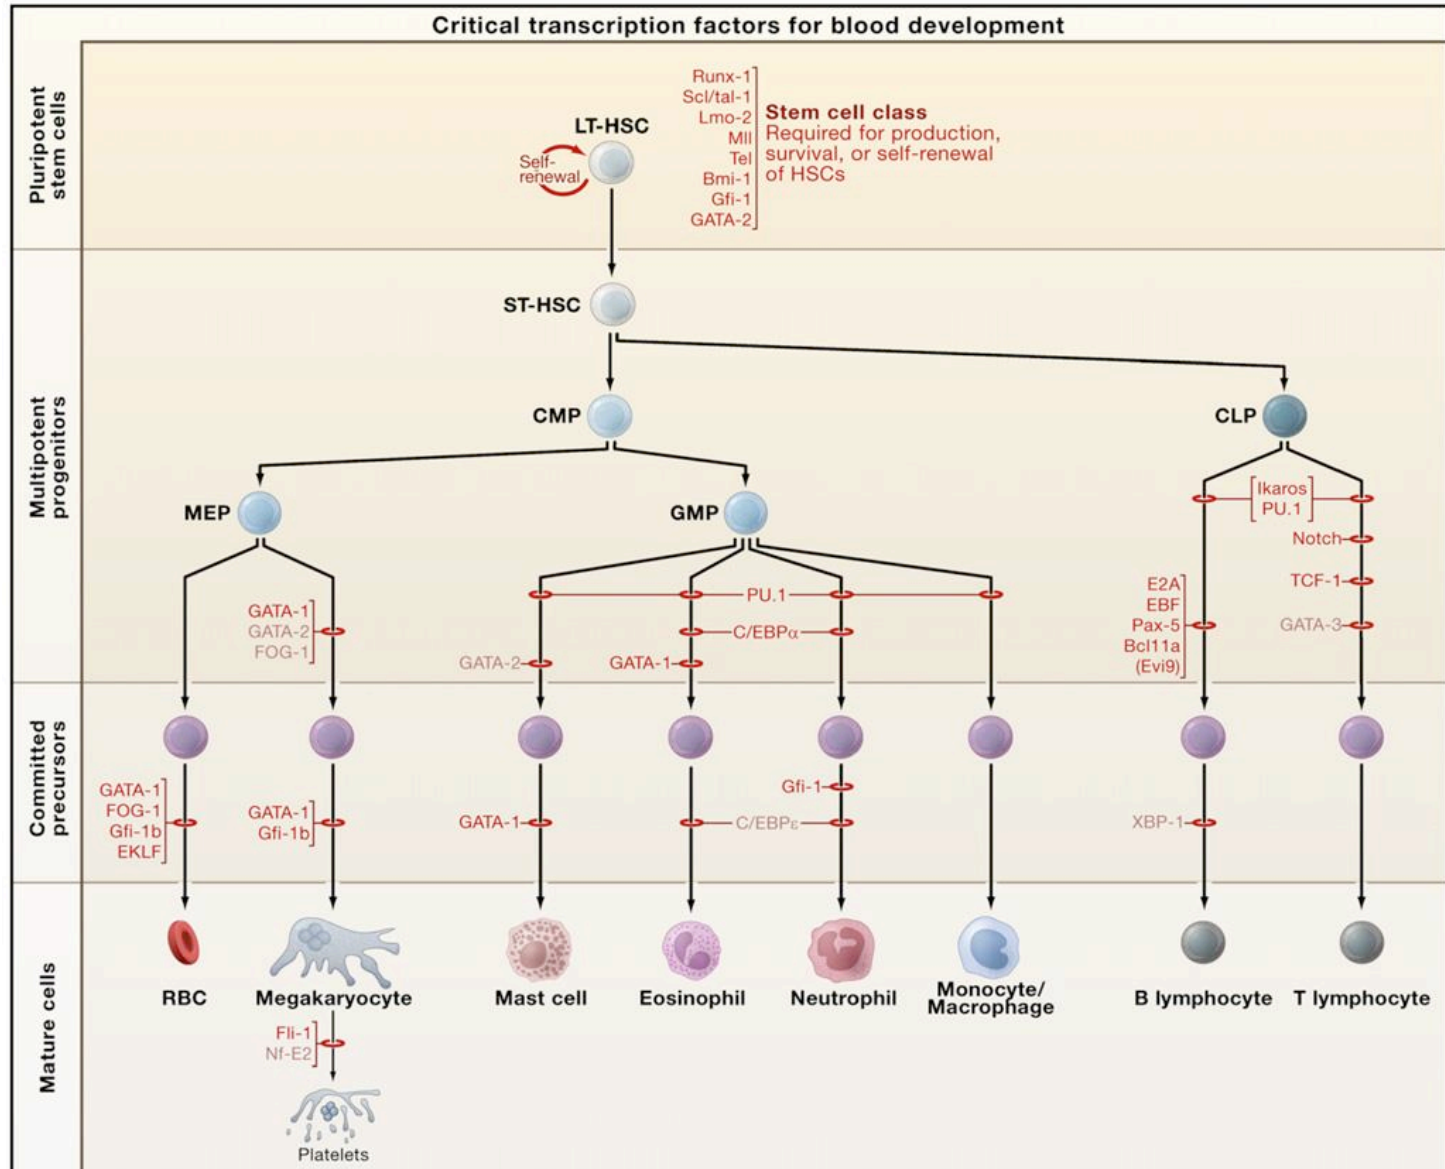 Critical transcription factors for blood development
Pluripotent
stem cells
LT-HSC
Self-
renewal
Runx-1
Scl/tal-1
Lmo-2
Mll
Tel
Bmi-1
Gfi-1
GATA-2
Stem cell class
Required for production,
survival, or self-renewal
of HSCs
Multipotent
progenitors
ST-HSC
CMP
CLP
MEP
GMP
Ikaros
PU.1
Notch
TCF-1
GATA-3
E2A
EBF
Pax-5
Bcl11a
(Evi9)
GATA-1
GATA-2
FOG-1
PU.1
C/EBPα
GATA-2
GATA-1
Committed
precursors
GATA-1
FOG-1
Gfi-1b
EKLF
GATA-1
Gfi-1b
GATA-1
Gfi-1
C/EBPε
XBP-1
Mature cells
RBC
Megakaryocyte
Mast cell
Eosinophil
Neutrophil
Monocyte/
Macrophage
B lymphocyte
T lymphocyte
Fli-1
Nf-E2
Platelets